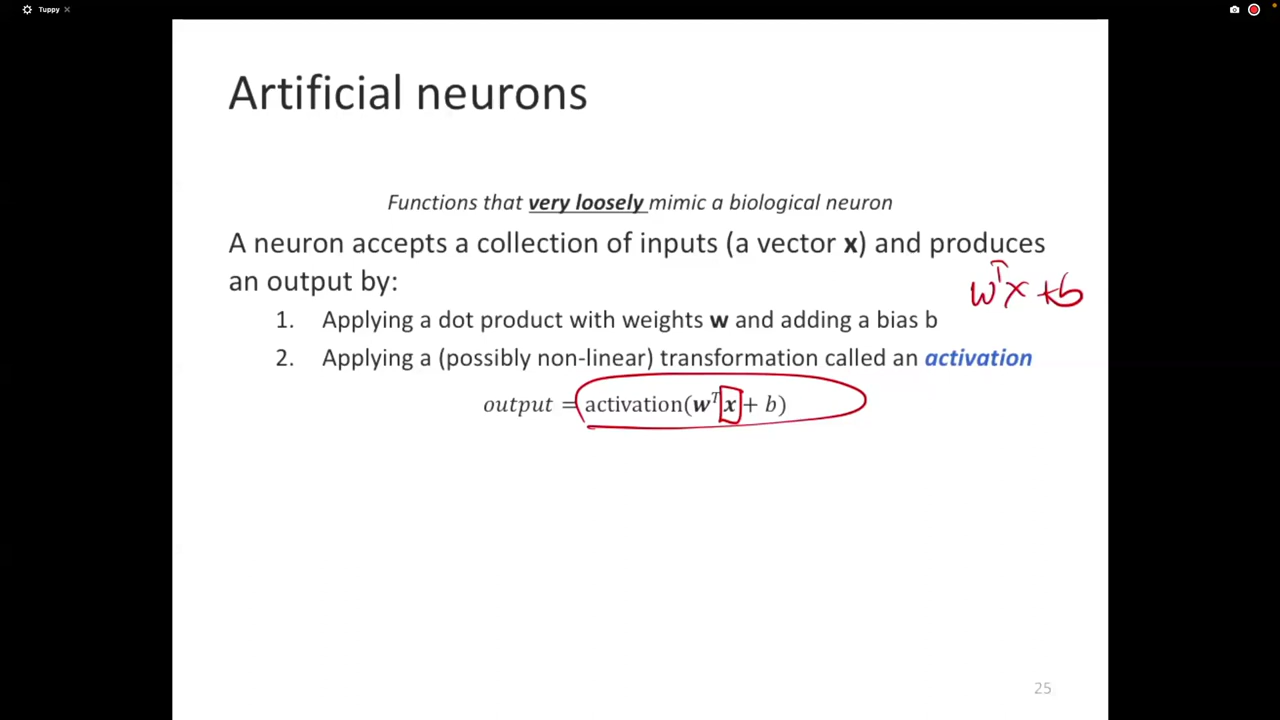 Tuppy
Artificial neurons
Functions that very loosely mimic a biological neuron
A neuron accepts a collection of inputs (a vector x) and produces
an output by:
wᵀx + b
1. Applying a dot product with weights w and adding a bias b
2. Applying a (possibly non-linear) transformation called an activation
output = activation(wᵀx + b)
25